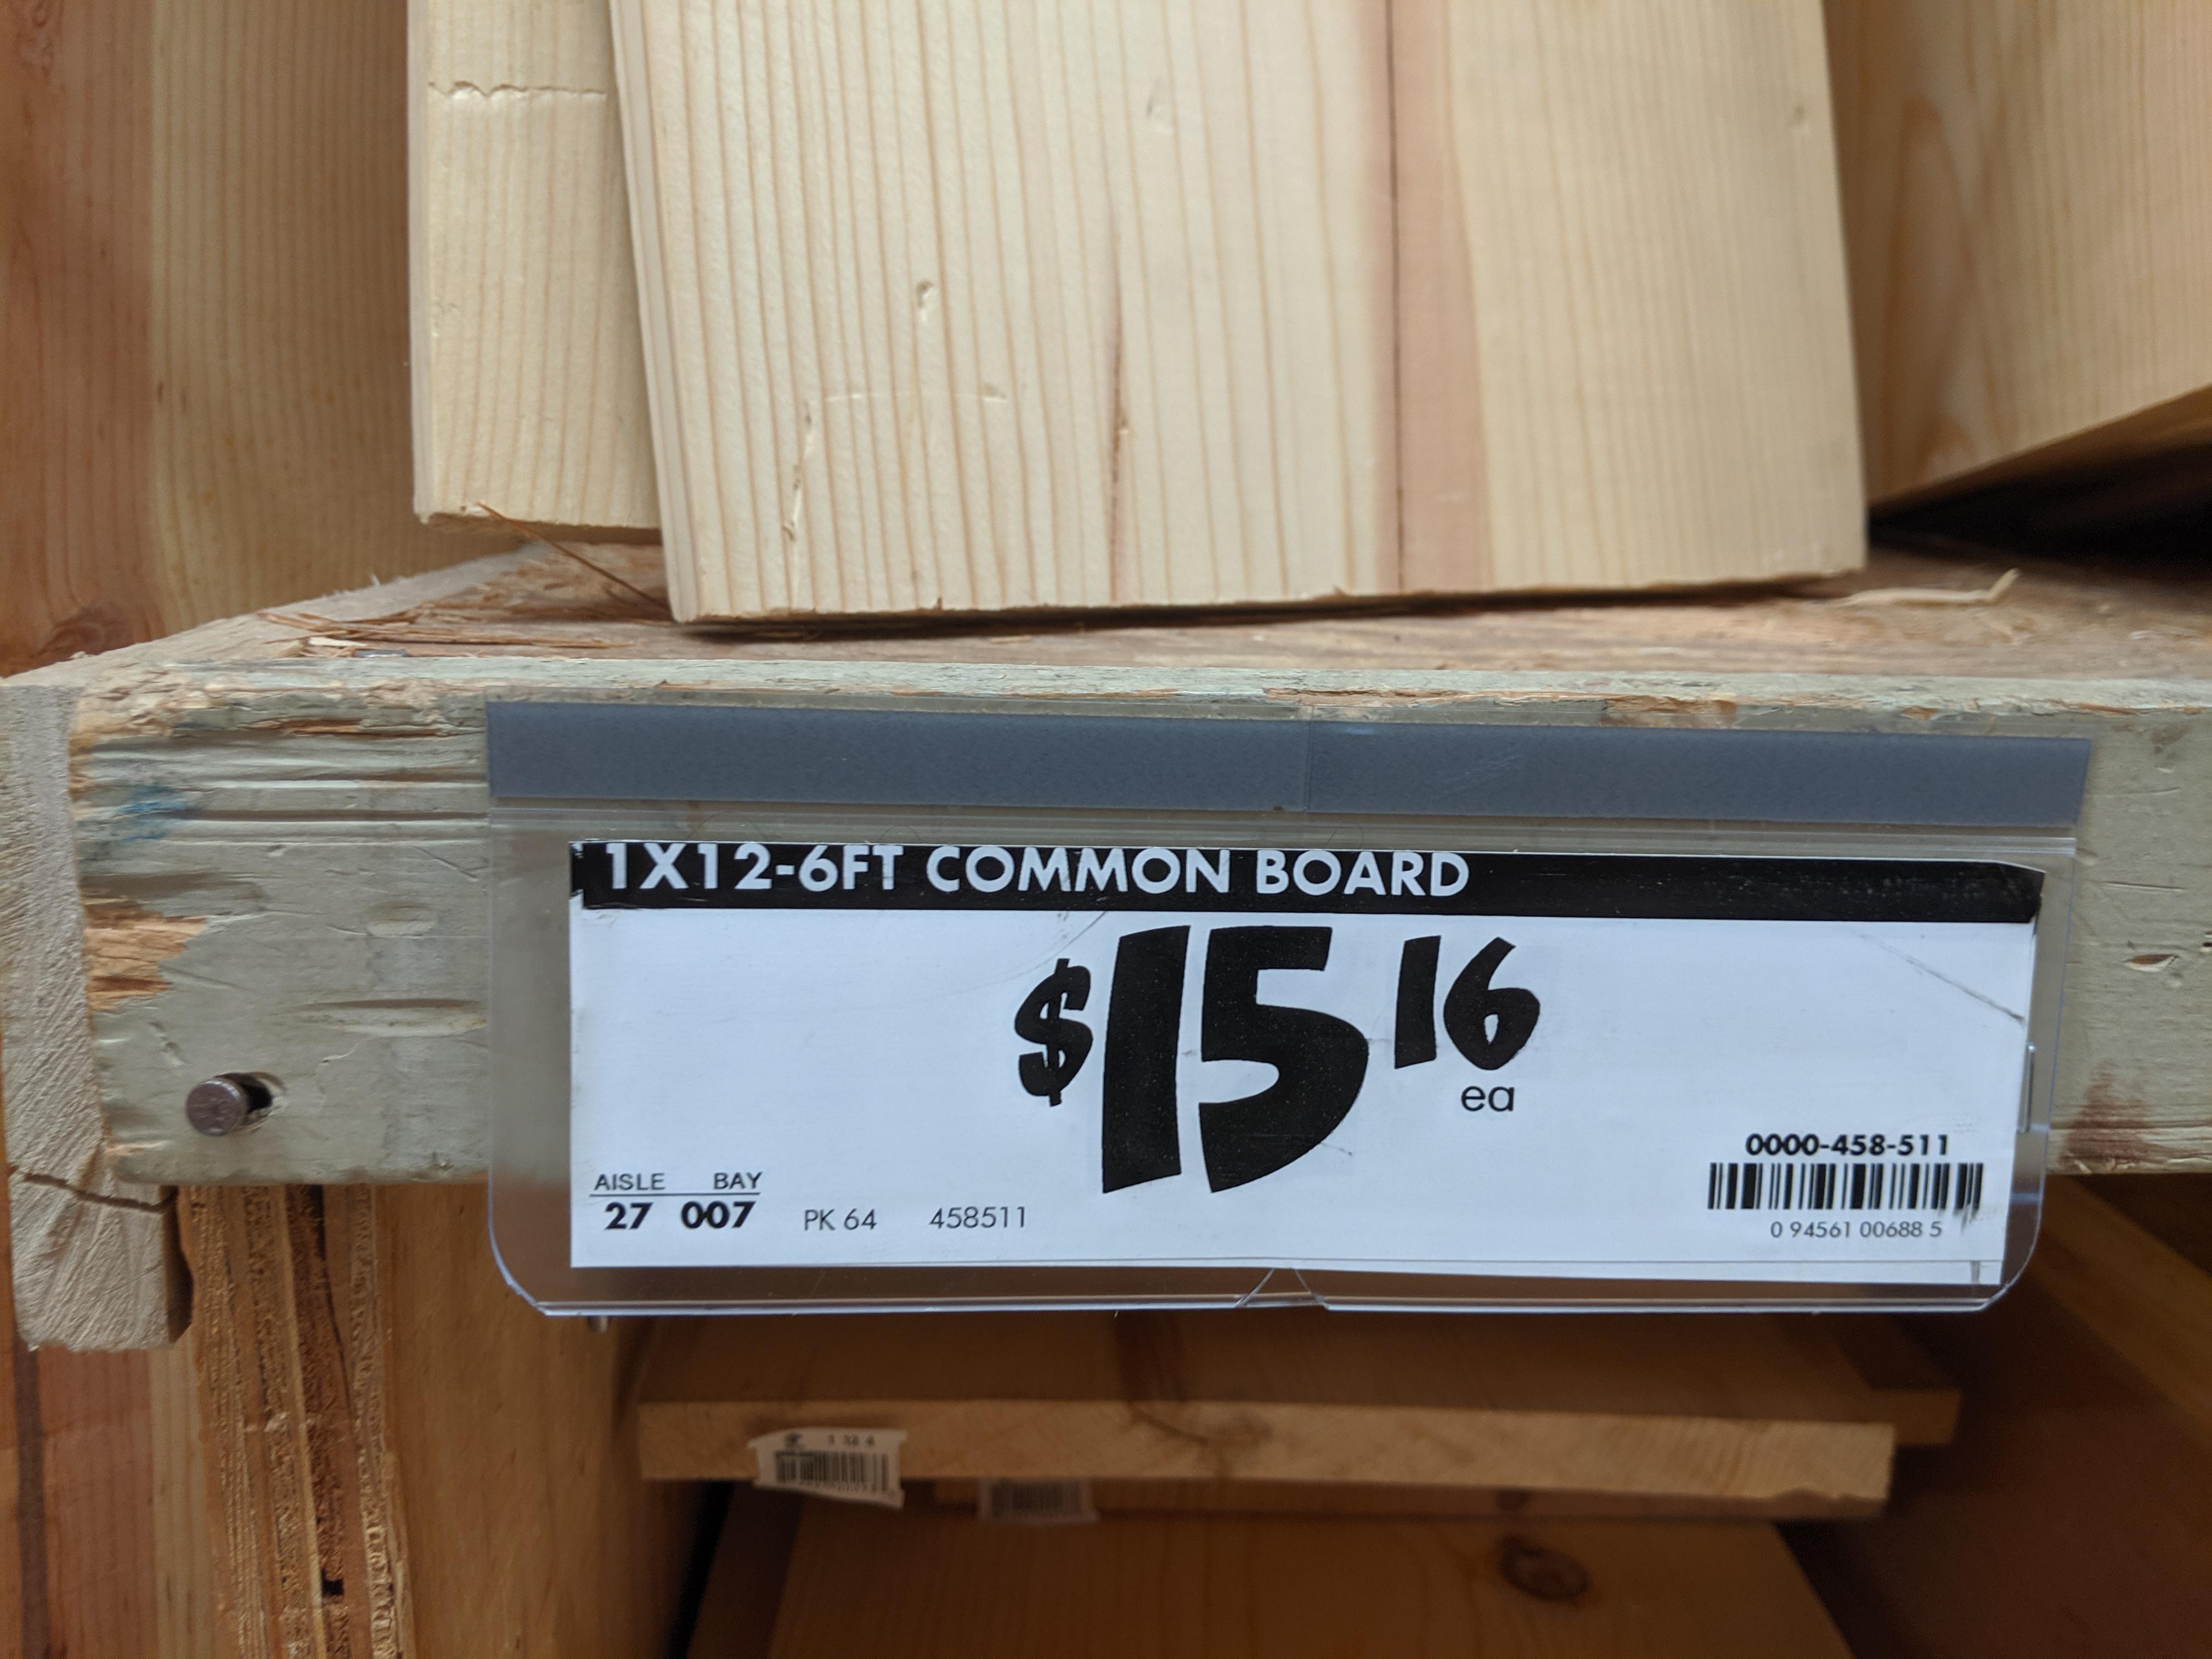 1X12-6FT COMMON BOARD
$15 16
ea
0000-458-511
AISLE BAY
27 007 PK 64 458511
0 94561 00688 5